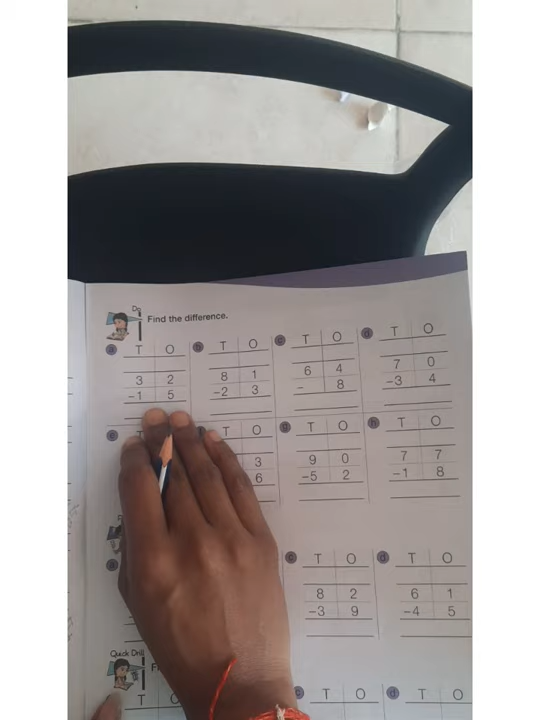 Do
Find the difference.
a T O b T O c T O d T O
3 2 8 1 6 4 7 0
-1 5 -2 3 - 8 -3 4
e T O g T O h T O
3 9 0 7 7
6 -5 2 -1 8
a c T O d T O
8 2 6 1
-3 9 -4 5
Quick Drill
T O c T O d T O